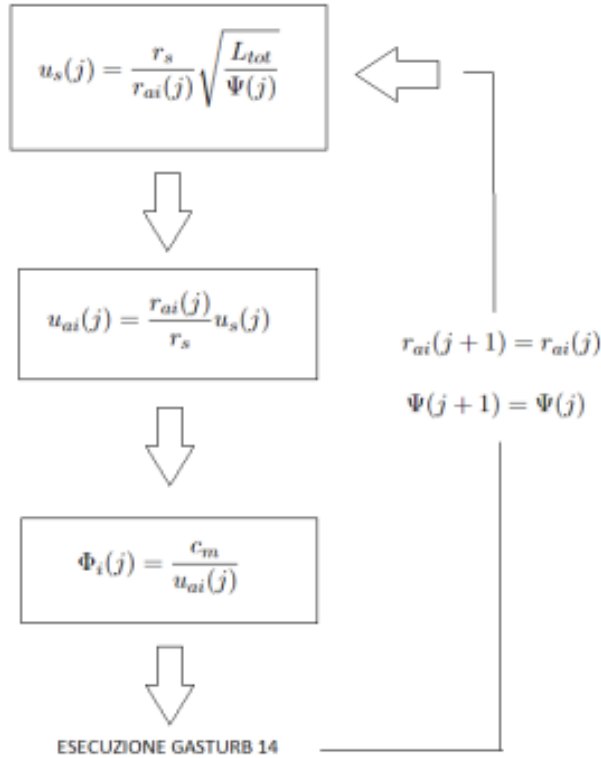 u_s(j) = \frac{r_s}{r_{ai}(j)} \sqrt{\frac{L_{tot}}{\Psi(j)}}
u_{ai}(j) = \frac{r_{ai}(j)}{r_s} u_s(j)
r_{ai}(j+1) = r_{ai}(j)
\Psi(j+1) = \Psi(j)
\Phi_i(j) = \frac{c_m}{u_{ai}(j)}
ESECUZIONE GASTURB 14